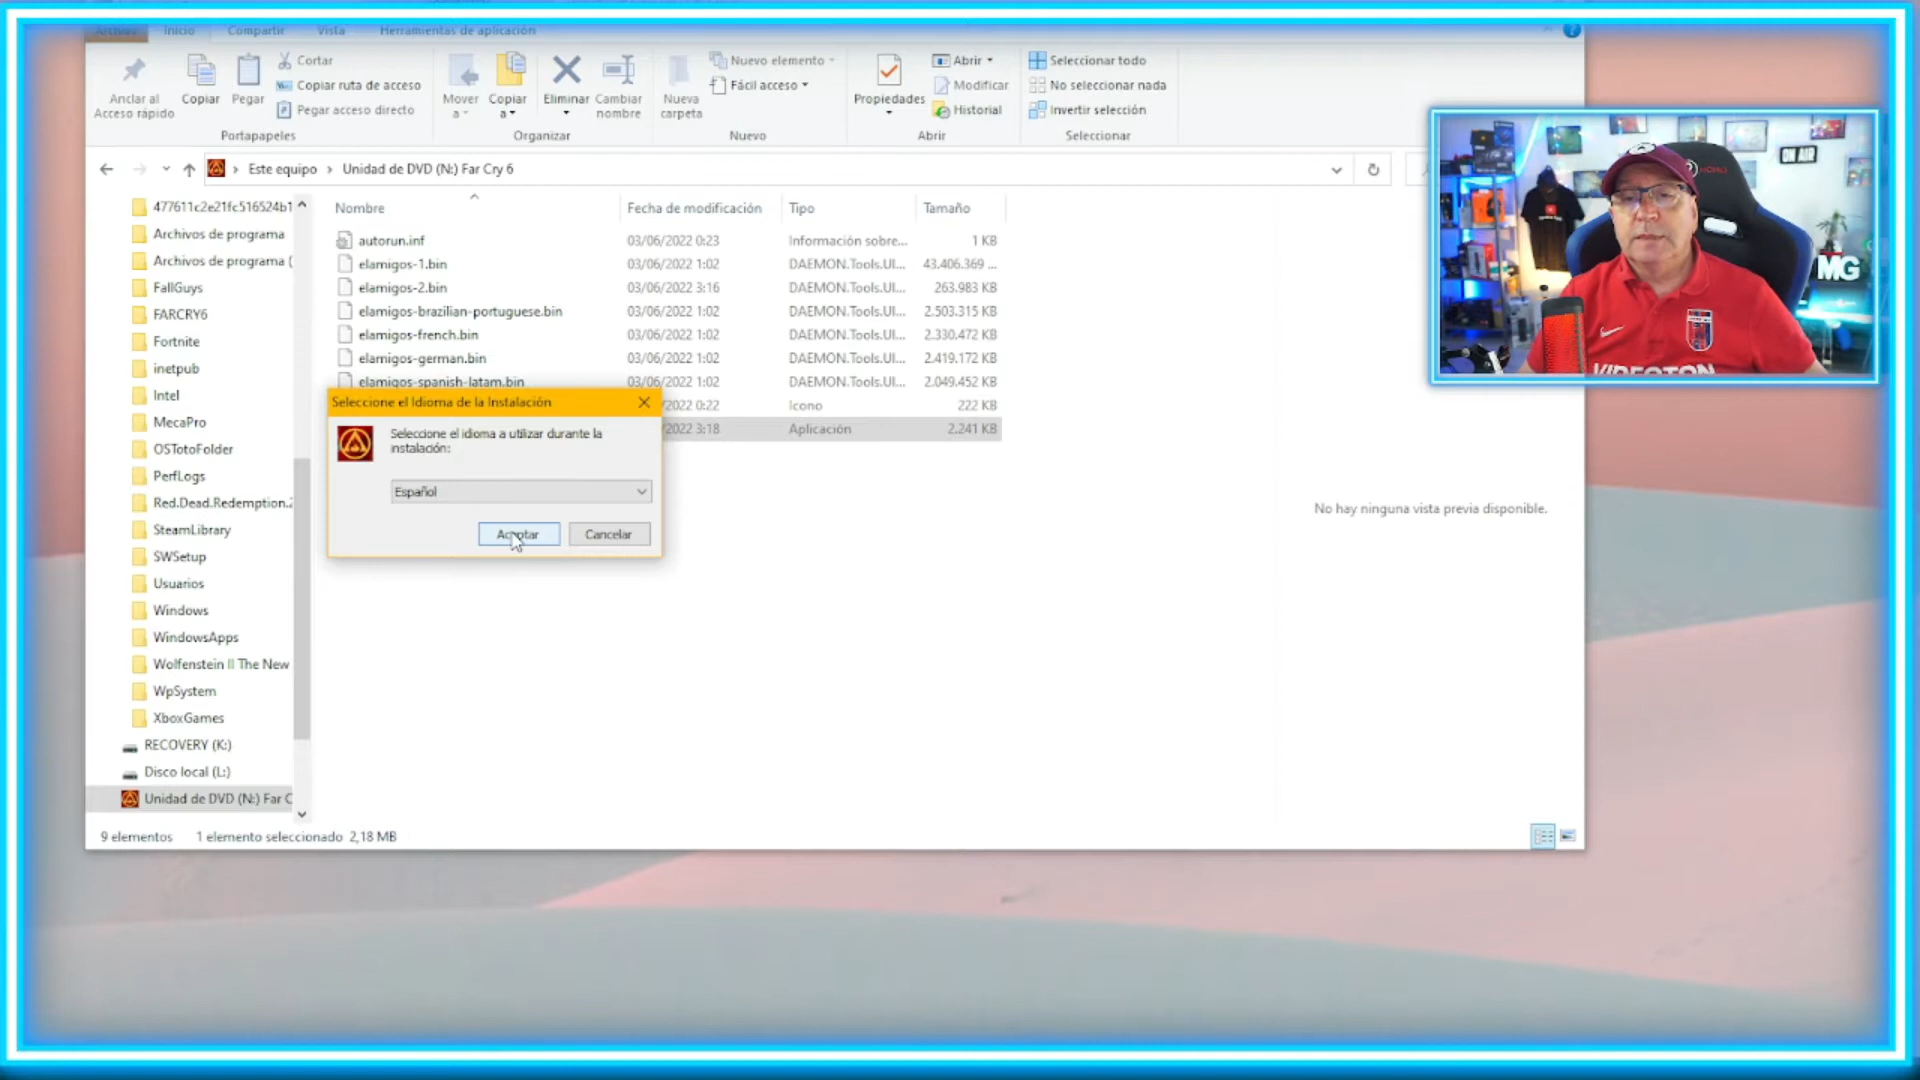 Archivo Inicio Compartir Vista Herramientas de aplicación
Anclar al
Acceso rápido
Copiar
Pegar
Cortar
Copiar ruta de acceso
Pegar acceso directo
Portapapeles
Mover
a
Copiar
a
Eliminar
Cambiar
nombre
Organizar
Nueva
carpeta
Nuevo elemento
Fácil acceso
Nuevo
Propiedades
Abrir
Modificar
Historial
Abrir
Seleccionar todo
No seleccionar nada
Invertir selección
Seleccionar
Este equipo › Unidad de DVD (N:) Far Cry 6
477611c2e21fc516524b1
Archivos de programa
Archivos de programa (
FallGuys
FARCRY6
Fortnite
inetpub
Intel
MecaPro
OSTotoFolder
PerfLogs
Red.Dead.Redemption.2
SteamLibrary
SWSetup
Usuarios
Windows
WindowsApps
Wolfenstein II The New
WpSystem
XboxGames
RECOVERY (K:)
Disco local (L:)
Unidad de DVD (N:) Far C
Nombre Fecha de modificación Tipo Tamaño
autorun.inf 03/06/2022 0:23 Información sobre... 1 KB
elamigos-1.bin 03/06/2022 1:02 DAEMON.Tools.UI... 43.406.369 ...
elamigos-2.bin 03/06/2022 3:16 DAEMON.Tools.UI... 263.983 KB
elamigos-brazilian-portuguese.bin 03/06/2022 1:02 DAEMON.Tools.UI... 2.503.315 KB
elamigos-french.bin 03/06/2022 1:02 DAEMON.Tools.UI... 2.330.472 KB
elamigos-german.bin 03/06/2022 1:02 DAEMON.Tools.UI... 2.419.172 KB
elamigos-spanish-latam.bin 03/06/2022 1:02 DAEMON.Tools.UI... 2.049.452 KB
/2022 0:22 Icono 222 KB
2022 3:18 Aplicación 2.241 KB
Seleccione el Idioma de la Instalación
Seleccione el idioma a utilizar durante la
instalación:
Español
Aceptar Cancelar
No hay ninguna vista previa disponible.
9 elementos 1 elemento seleccionado 2,18 MB
ON AIR
MG
VIDEOTON